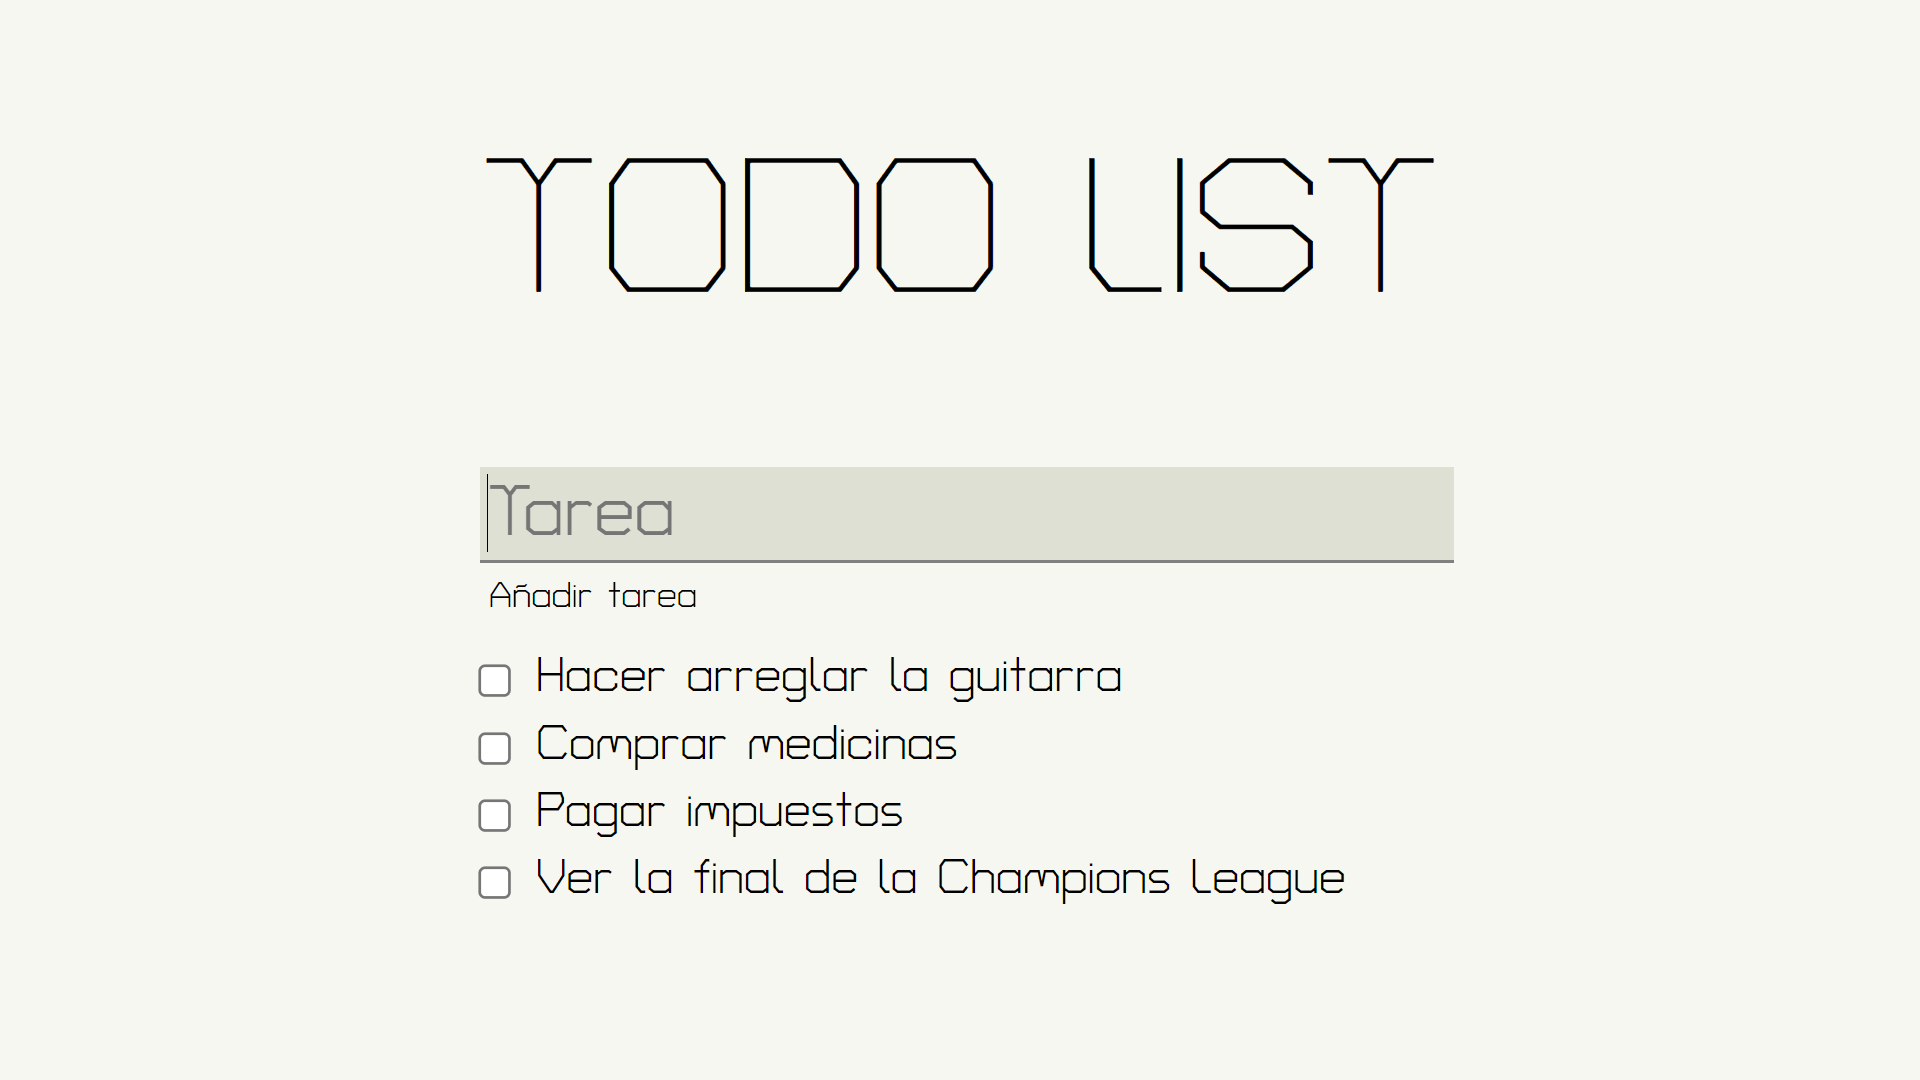 TODO LIST
Tarea
Añadir tarea
Hacer arreglar la guitarra
Comprar medicinas
Pagar impuestos
Ver la final de la Champions League